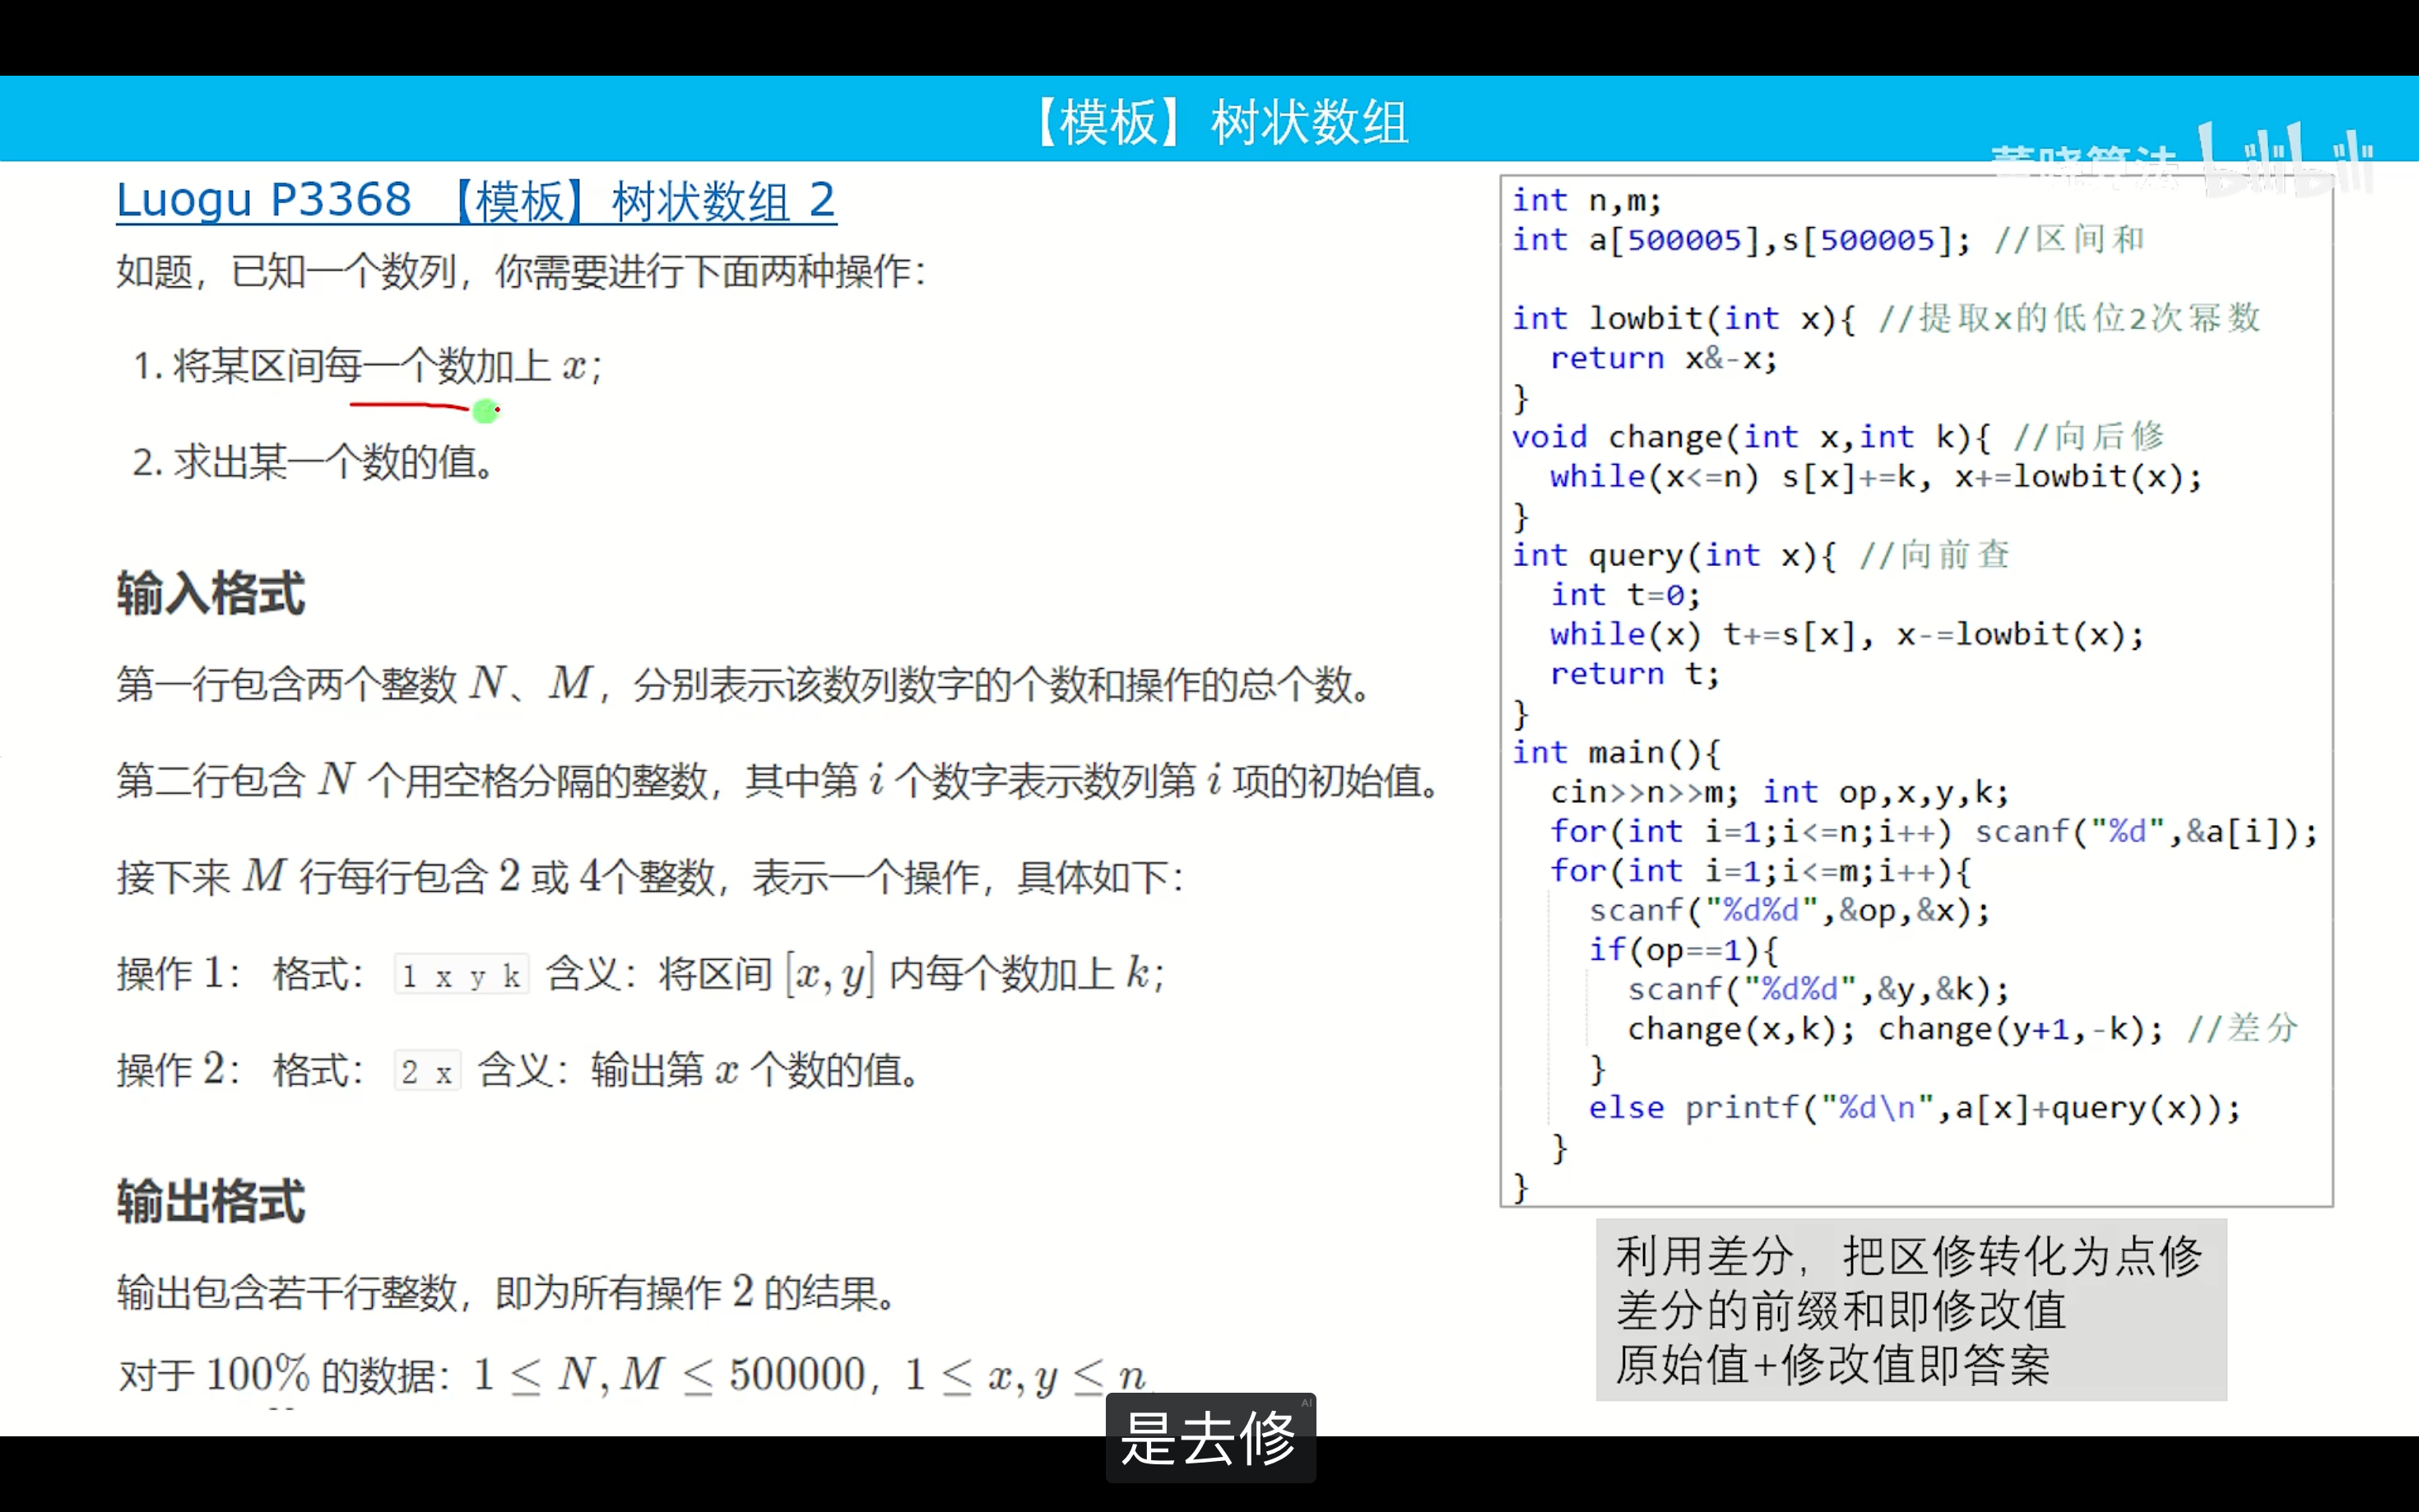 【模板】树状数组
董晓算法 bilibili
Luogu P3368 【模板】树状数组 2
如题，已知一个数列，你需要进行下面两种操作：
1. 将某区间每一个数加上 x；
2. 求出某一个数的值。
输入格式
第一行包含两个整数 N、M，分别表示该数列数字的个数和操作的总个数。
第二行包含 N 个用空格分隔的整数，其中第 i 个数字表示数列第 i 项的初始值。
接下来 M 行每行包含 2 或 4个整数，表示一个操作，具体如下：
操作 1： 格式： 1 x y k 含义：将区间 [x, y] 内每个数加上 k；
操作 2： 格式： 2 x 含义：输出第 x 个数的值。
输出格式
输出包含若干行整数，即为所有操作 2 的结果。
对于 100% 的数据：1 ≤ N, M ≤ 500000，1 ≤ x, y ≤ n
int n,m;
int a[500005],s[500005]; //区间和
int lowbit(int x){ //提取x的低位2次幂数
return x&-x;
}
void change(int x,int k){ //向后修
while(x<=n) s[x]+=k, x+=lowbit(x);
}
int query(int x){ //向前查
int t=0;
while(x) t+=s[x], x-=lowbit(x);
return t;
}
int main(){
cin>>n>>m; int op,x,y,k;
for(int i=1;i<=n;i++) scanf("%d",&a[i]);
for(int i=1;i<=m;i++){
scanf("%d%d",&op,&x);
if(op==1){
scanf("%d%d",&y,&k);
change(x,k); change(y+1,-k); //差分
}
else printf("%d\n",a[x]+query(x));
}
}
利用差分，把区修转化为点修
差分的前缀和即修改值
原始值+修改值即答案
是去修
AI